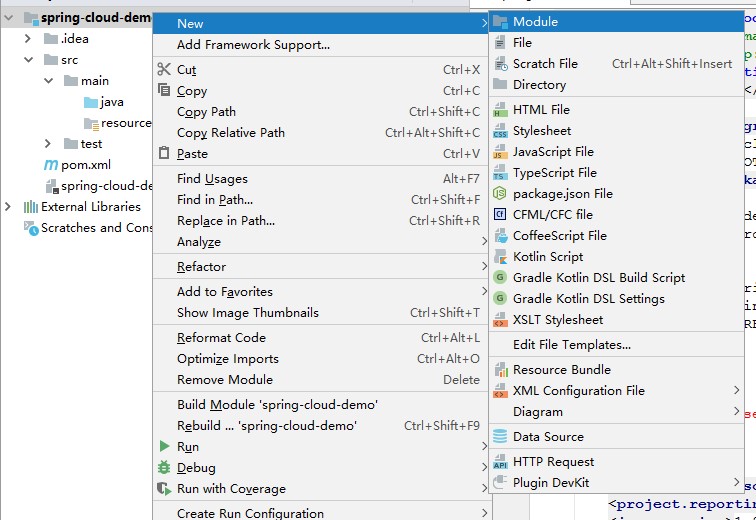 spring-cloud-demo
.idea
src
main
java
resource
test
pom.xml
spring-cloud-de
External Libraries
Scratches and Cons
New
Add Framework Support...
Cut Ctrl+X
Copy Ctrl+C
Copy Path Ctrl+Shift+C
Copy Relative Path Ctrl+Alt+Shift+C
Paste Ctrl+V
Find Usages Alt+F7
Find in Path... Ctrl+Shift+F
Replace in Path... Ctrl+Shift+R
Analyze
Refactor
Add to Favorites
Show Image Thumbnails Ctrl+Shift+T
Reformat Code Ctrl+Alt+L
Optimize Imports Ctrl+Alt+O
Remove Module Delete
Build Module 'spring-cloud-demo'
Rebuild ... 'spring-cloud-demo' Ctrl+Shift+F9
Run
Debug
Run with Coverage
Create Run Configuration
Module
File
Scratch File Ctrl+Alt+Shift+Insert
Directory
HTML File
Stylesheet
JavaScript File
TypeScript File
package.json File
CFML/CFC file
CoffeeScript File
Kotlin Script
Gradle Kotlin DSL Build Script
Gradle Kotlin DSL Settings
XSLT Stylesheet
Edit File Templates...
Resource Bundle
XML Configuration File
Diagram
Data Source
HTTP Request
Plugin DevKit
<project.reportin